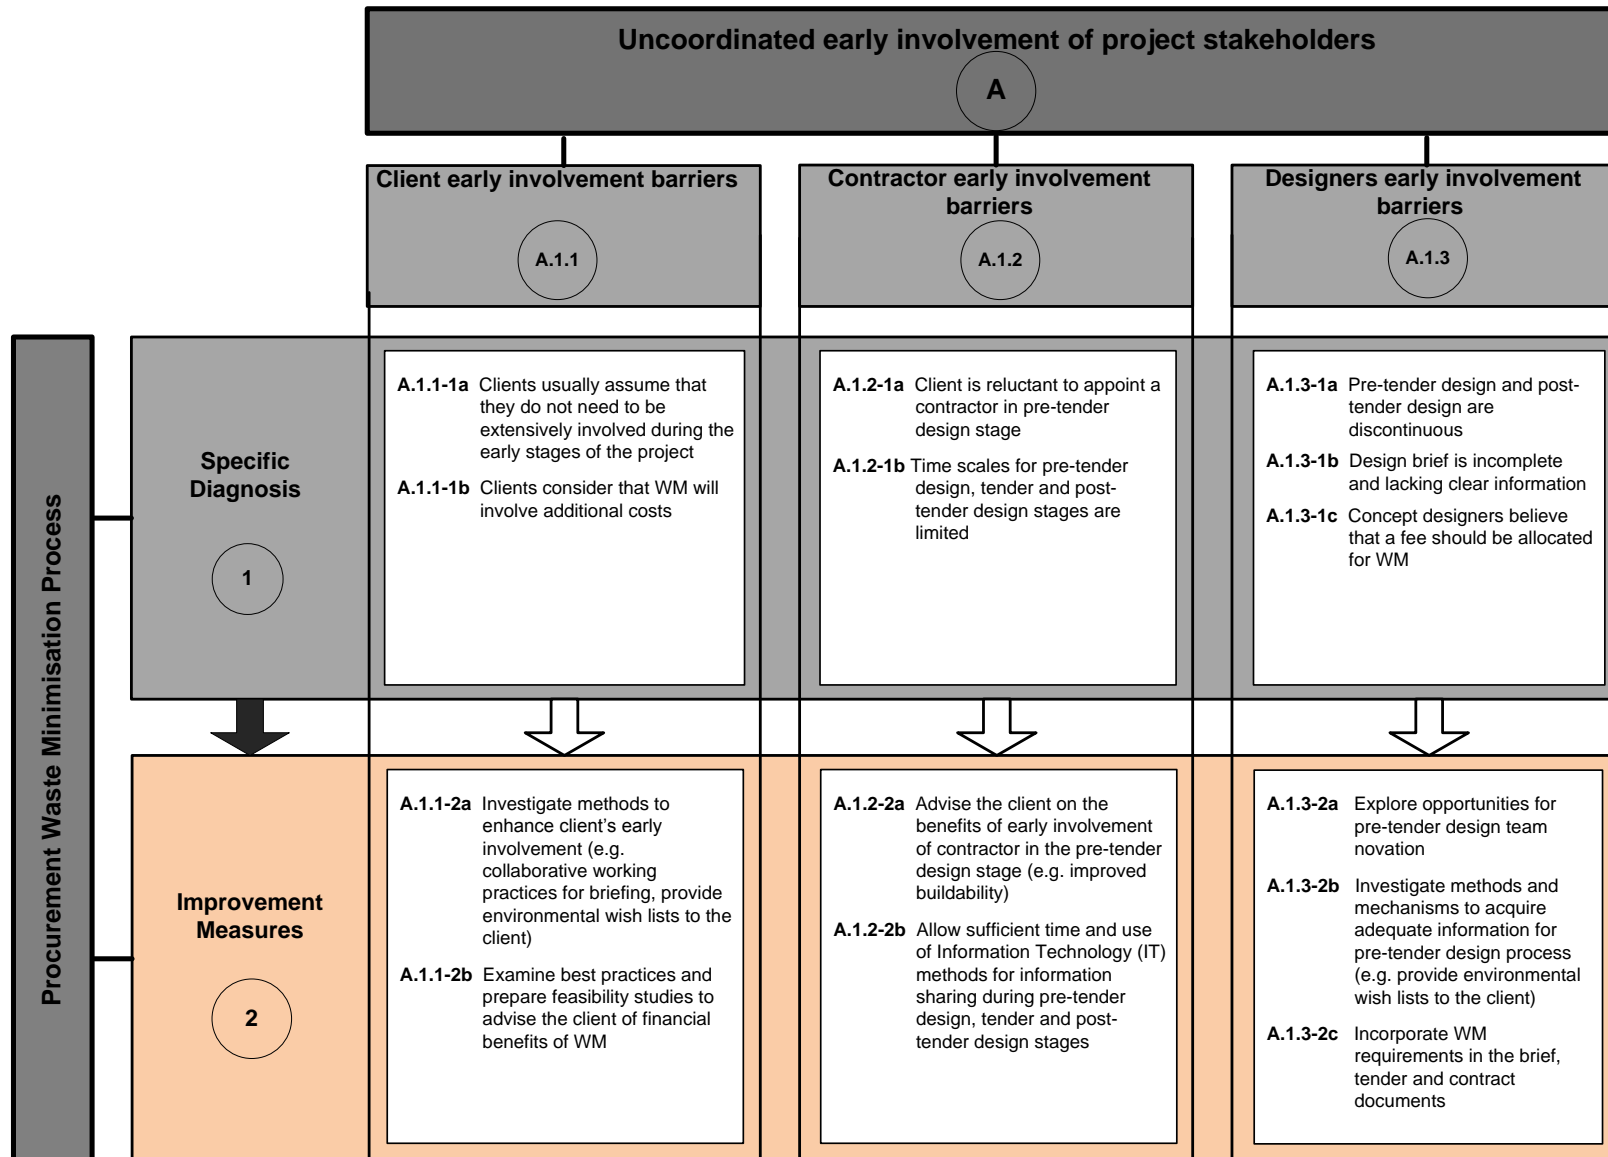 Uncoordinated early involvement of project stakeholders
A
Client early involvement barriers
A.1.1
Contractor early involvement
barriers
A.1.2
Designers early involvement
barriers
A.1.3
Procurement Waste Minimisation Process
Specific
Diagnosis
1
A.1.1-1a Clients usually assume that
they do not need to be
extensively involved during the
early stages of the project
A.1.1-1b Clients consider that WM will
involve additional costs
A.1.2-1a Client is reluctant to appoint a
contractor in pre-tender
design stage
A.1.2-1b Time scales for pre-tender
design, tender and post-
tender design stages are
limited
A.1.3-1a Pre-tender design and post-
tender design are
discontinuous
A.1.3-1b Design brief is incomplete
and lacking clear information
A.1.3-1c Concept designers believe
that a fee should be allocated
for WM
Improvement
Measures
2
A.1.1-2a Investigate methods to
enhance client's early
involvement (e.g.
collaborative working
practices for briefing, provide
environmental wish lists to the
client)
A.1.1-2b Examine best practices and
prepare feasibility studies to
advise the client of financial
benefits of WM
A.1.2-2a Advise the client on the
benefits of early involvement
of contractor in the pre-tender
design stage (e.g. improved
buildability)
A.1.2-2b Allow sufficient time and use
of Information Technology (IT)
methods for information
sharing during pre-tender
design, tender and post-
tender design stages
A.1.3-2a Explore opportunities for
pre-tender design team
novation
A.1.3-2b Investigate methods and
mechanisms to acquire
adequate information for
pre-tender design process
(e.g. provide environmental
wish lists to the client)
A.1.3-2c Incorporate WM
requirements in the brief,
tender and contract
documents